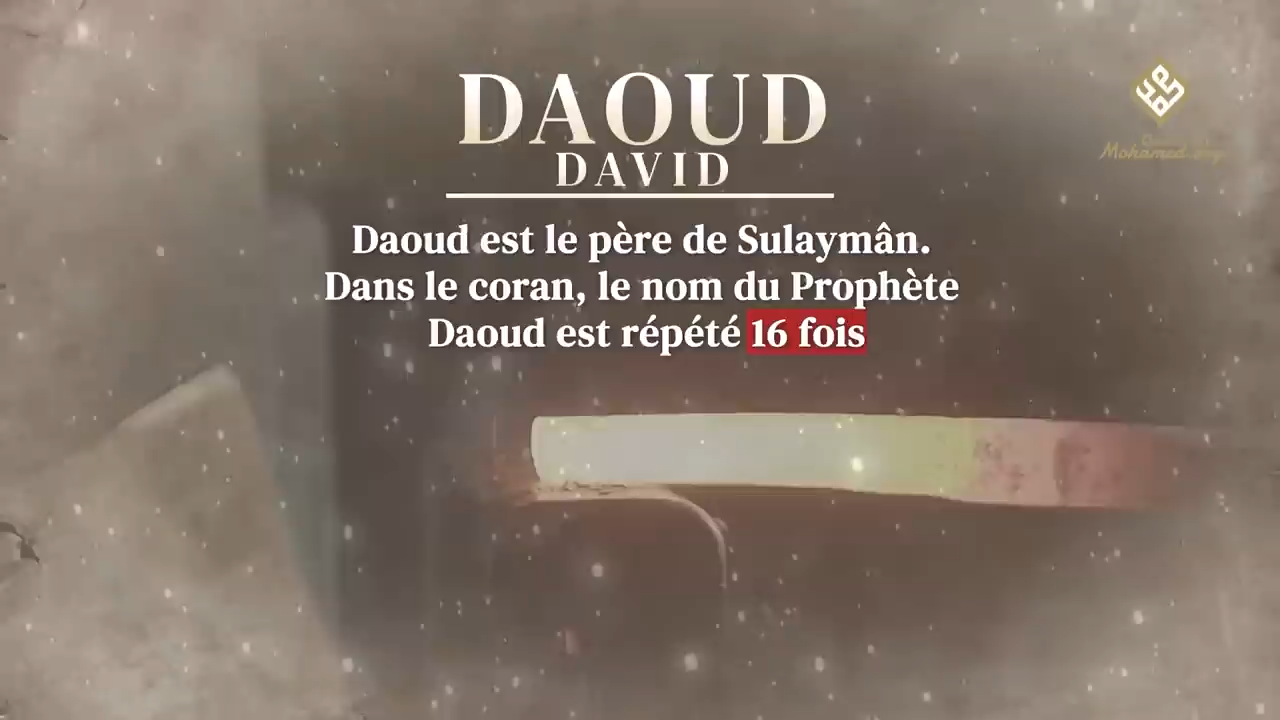 DAOUD
DAVID
Daoud est le père de Sulaymân.
Dans le coran, le nom du Prophète
Daoud est répété 16 fois
Mohamed